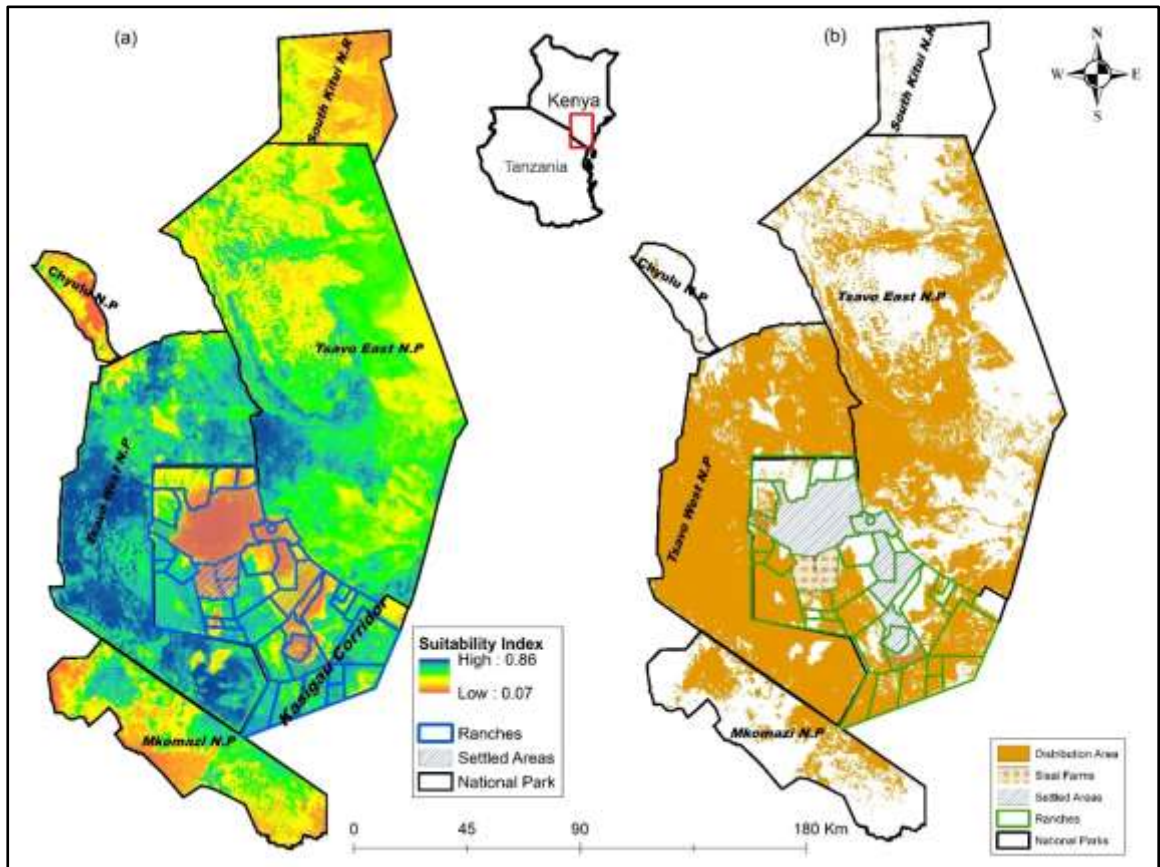 (a)
South Kitui N.R
Chyulu N.P
Tsavo East N.P
Tsavo West N.P
Kasigau Corridor
Mkomazi N.P
Suitability Index
High : 0.86
Low : 0.07
Ranches
Settled Areas
National Park
Kenya
Tanzania
(b)
N
W
E
S
South Kitui N.R
Chyulu N.P
Tsavo East N.P
Tsavo West N.P
Mkomazi N.P
Distribution Area
Sisal Farms
Settled Areas
Ranches
National Parks
0 45 90 180 Km